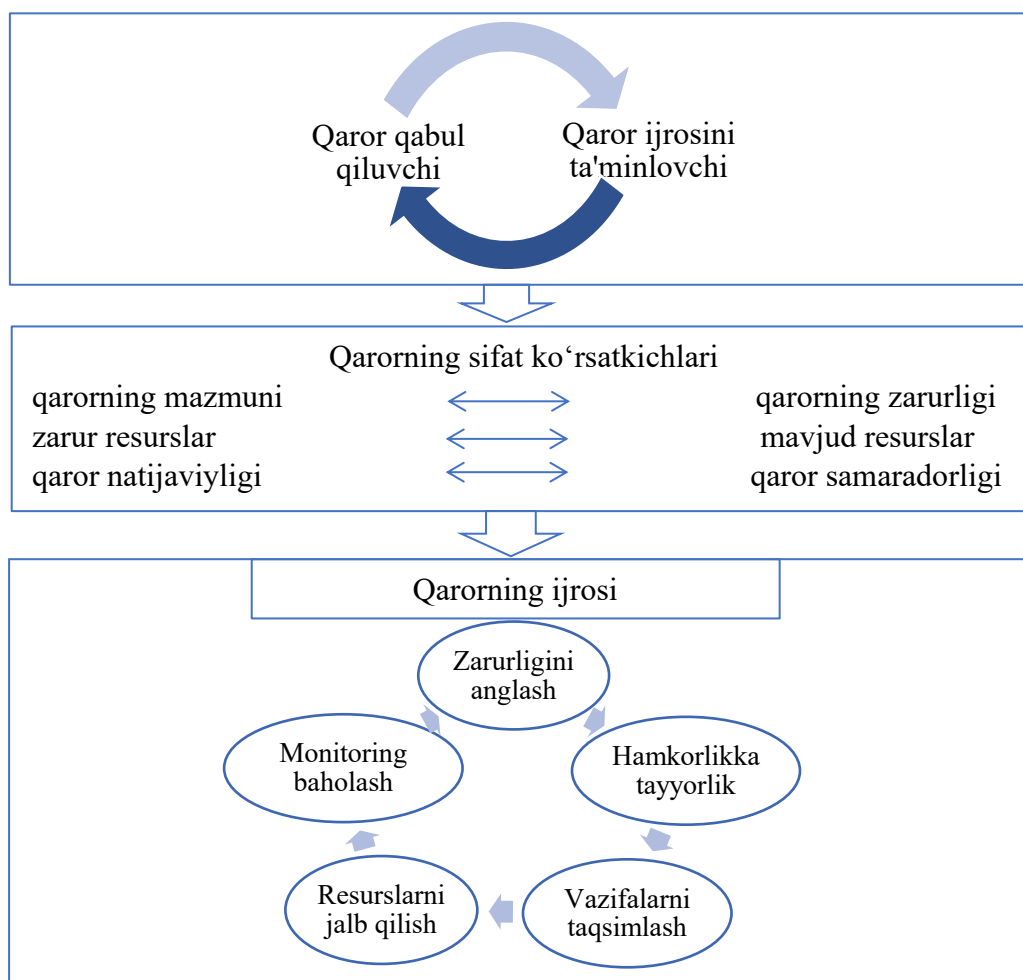 Qaror qabul
qiluvchi
Qaror ijrosini
ta'minlovchi
Qarorning sifat ko‘rsatkichlari
qarorning mazmuni
qarorning zarurligi
zarur resurslar
mavjud resurslar
qaror natijaviyligi
qaror samaradorligi
Qarorning ijrosi
Zarurligini
anglash
Hamkorlikka
tayyorlik
Vazifalarni
taqsimlash
Resurslarni
jalb qilish
Monitoring
baholash